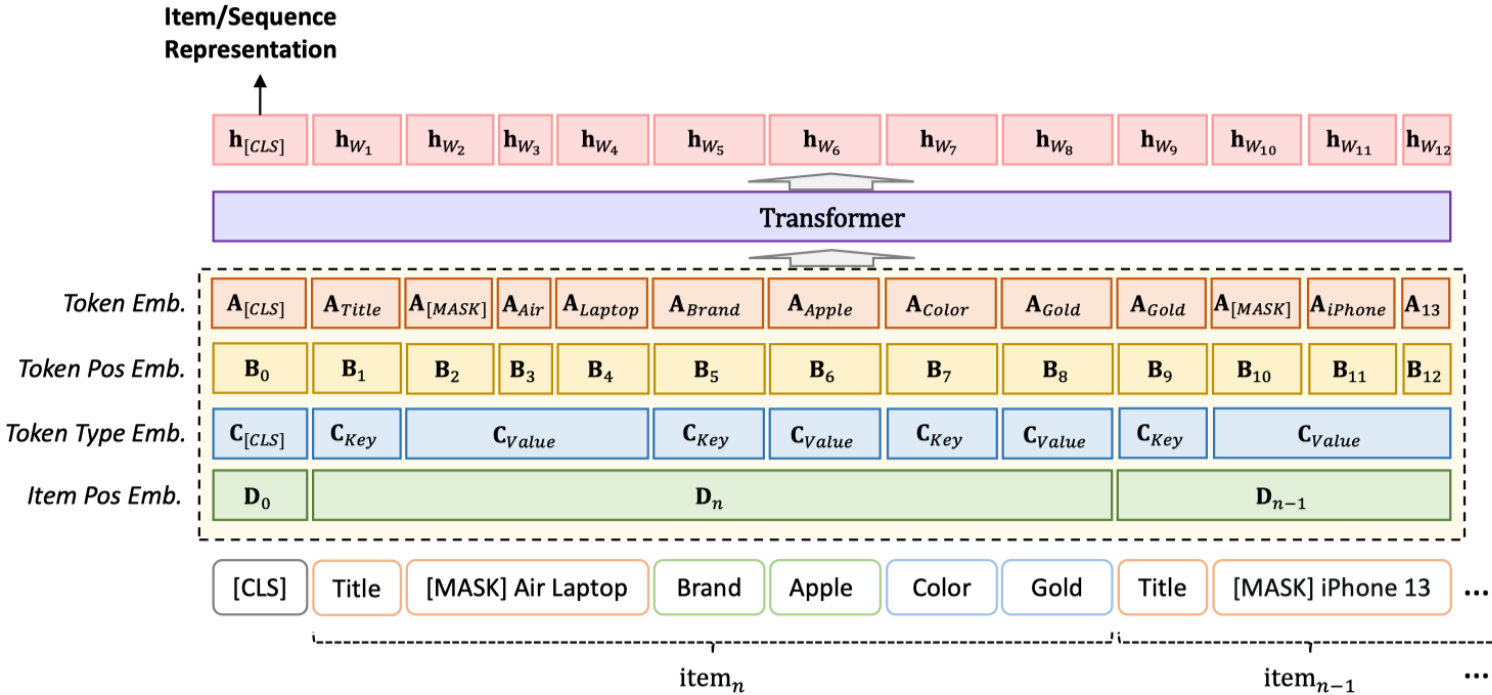 Item/Sequence
Representation
h[CLS] hW1 hW2 hW3 hW4 hW5 hW6 hW7 hW8 hW9 hW10 hW11 hW12
Transformer
Token Emb. A[CLS] ATitle A[MASK] AAir ALaptop ABrand AApple AColor AGold AGold A[MASK] AiPhone A13
Token Pos Emb. B0 B1 B2 B3 B4 B5 B6 B7 B8 B9 B10 B11 B12
Token Type Emb. C[CLS] CKey CValue CKey CValue CKey CValue CKey CValue
Item Pos Emb. D0 Dn Dn−1
[CLS] Title [MASK] Air Laptop Brand Apple Color Gold Title [MASK] iPhone 13 ...
itemn itemn−1 ...